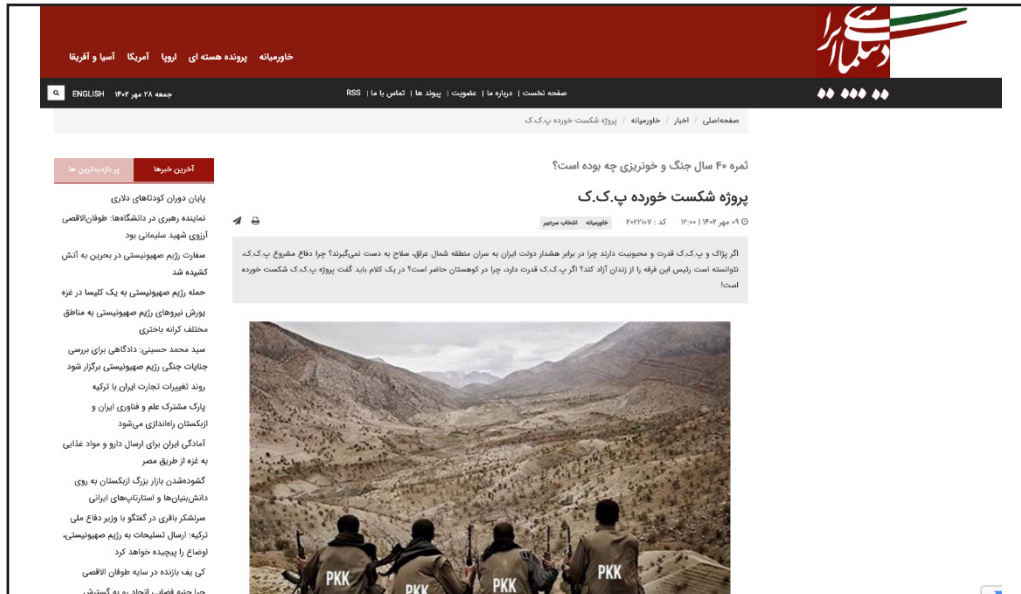 دیپلماسی ایرانی
خاورمیانه پرونده هسته ای اروپا آمریکا آسیا و آفریقا
صفحه نخست | درباره ما | عضویت | پیوند ها | تماس با ما | RSS
جمعه ۲۸ مهر ۱۴۰۲ ENGLISH
صفحه‌اصلی / اخبار / خاورمیانه / پروژه شکست خورده پ.ک.ک
ثمره ۴۰ سال جنگ و خونریزی چه بوده است؟
پروژه شکست خورده پ.ک.ک
۰۹ مهر ۱۴۰۲ | ۱۲:۰۰ کد : ۲۰۲۲۱۰۷ خاورمیانه انتخاب سردبیر
اگر پژاک و پ.ک.ک قدرت و محبوبیت دارند چرا در برابر هشدار دولت ایران به سران منطقه شمال عراق، سلاح به دست نمی‌گیرند؟ چرا دفاع مشروع پ.ک.ک،
نتوانسته است رئیس این فرقه را از زندان آزاد کند؟ اگر پ.ک.ک قدرت دارد، چرا در کوهستان حاضر است؟ در یک کلام باید گفت پروژه پ.ک.ک شکست خورده
است!
PKK
PKK
PKK
آخرین خبرها پر بازدیدترین ها
پایان دوران کودتاهای دلاری
نماینده رهبری در دانشگاه‌ها: طوفان‌الاقصی
آرزوی شهید سلیمانی بود
سفارت رژیم صهیونیستی در بحرین به آتش
کشیده شد
حمله رژیم صهیونیستی به یک کلیسا در غزه
یورش نیروهای رژیم صهیونیستی به مناطق
مختلف کرانه باختری
سید محمد حسینی: دادگاهی برای بررسی
جنایات جنگی رژیم صهیونیستی برگزار شود
روند تغییرات تجارت ایران با ترکیه
پارک مشترک علم و فناوری ایران و
ازبکستان راه‌اندازی می‌شود
آمادگی ایران برای ارسال دارو و مواد غذایی
به غزه از طریق مصر
گشوده‌شدن بازار بزرگ ازبکستان به روی
دانش‌بنیان‌ها و استارتاپ‌های ایرانی
سرلشکر باقری در گفتگو با وزیر دفاع ملی
ترکیه: ارسال تسلیحات به رژیم صهیونیستی،
اوضاع را پیچیده خواهد کرد
کی یف بازنده در سایه طوفان الاقصی